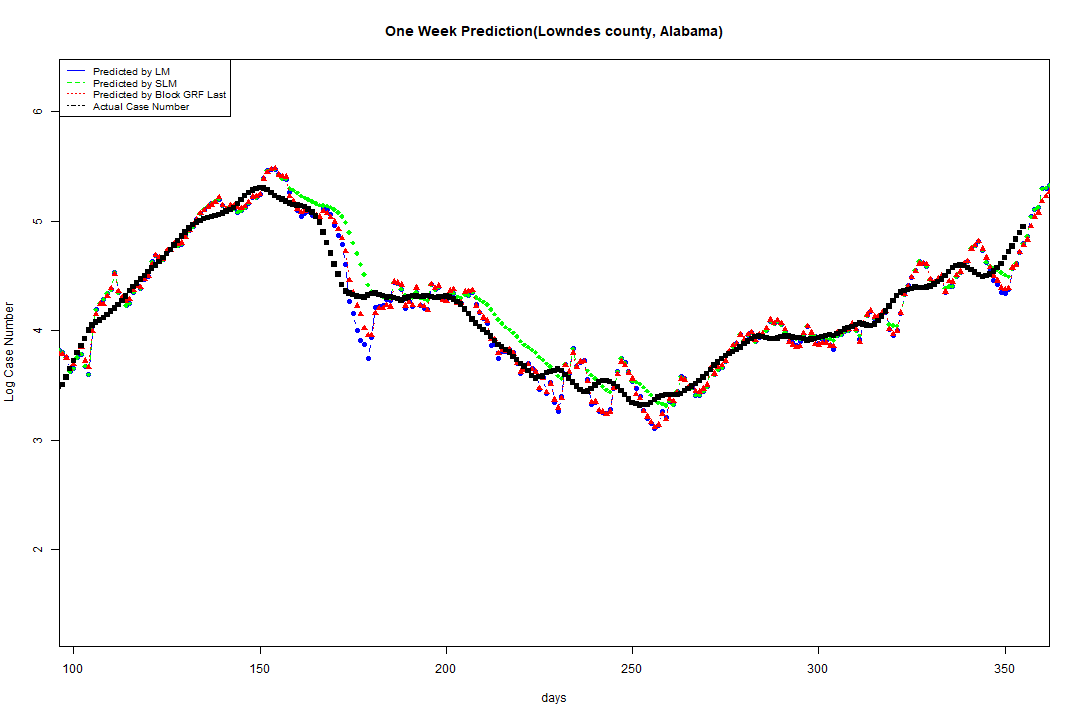 One Week Prediction(Lowndes county, Alabama)
Predicted by LM
Predicted by SLM
Predicted by Block GRF Last
Actual Case Number
6
5
4
3
2
Log Case Number
100 150 200 250 300 350
days